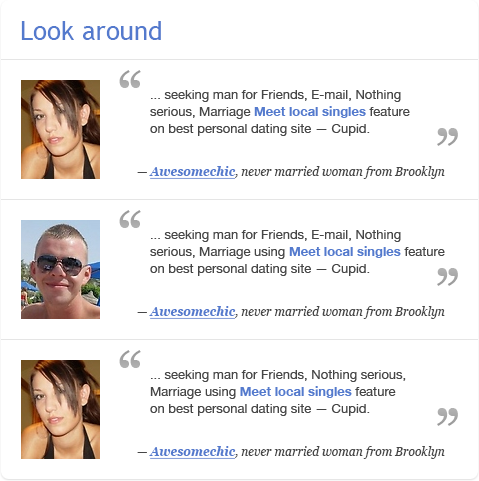 Look around
... seeking man for Friends, E-mail, Nothing
serious, Marriage Meet local singles feature
on best personal dating site — Cupid.
— Awesomechic, never married woman from Brooklyn
... seeking man for Friends, E-mail, Nothing
serious, Marriage using Meet local singles feature
on best personal dating site — Cupid.
— Awesomechic, never married woman from Brooklyn
... seeking man for Friends, Nothing serious,
Marriage using Meet local singles feature
on best personal dating site — Cupid.
— Awesomechic, never married woman from Brooklyn